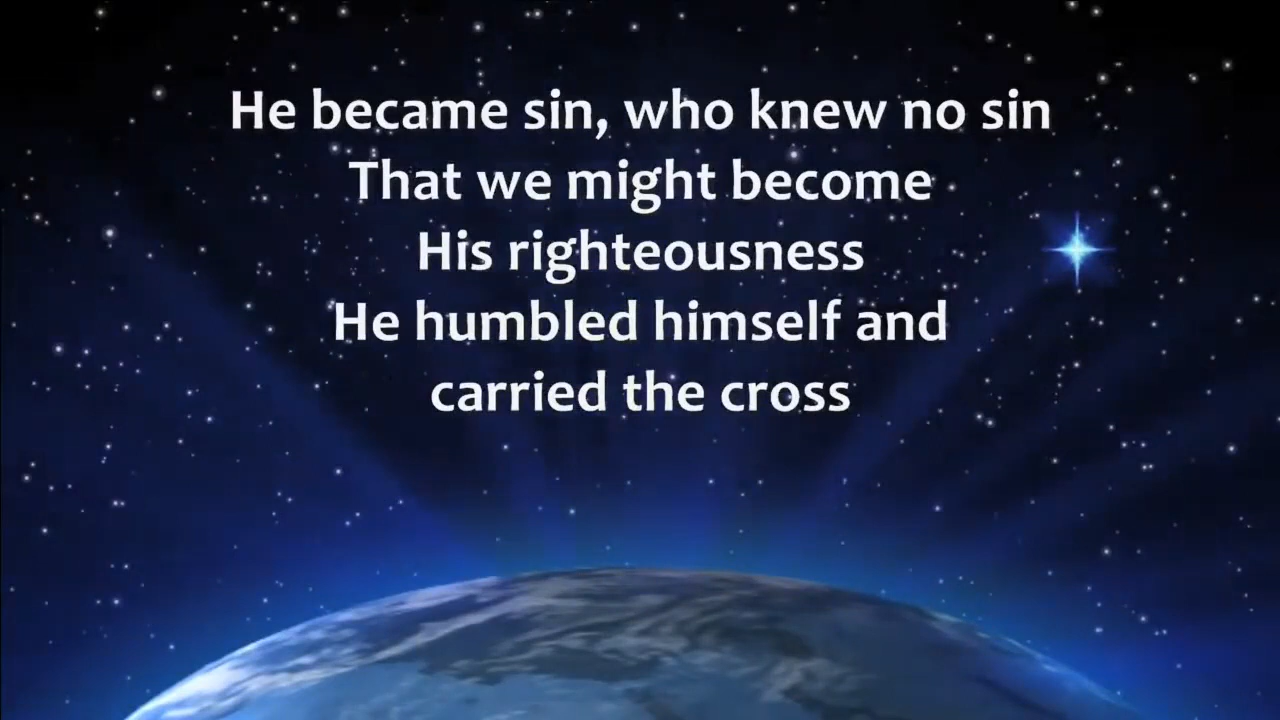 He became sin, who knew no sin
That we might become
His righteousness
He humbled himself and
carried the cross